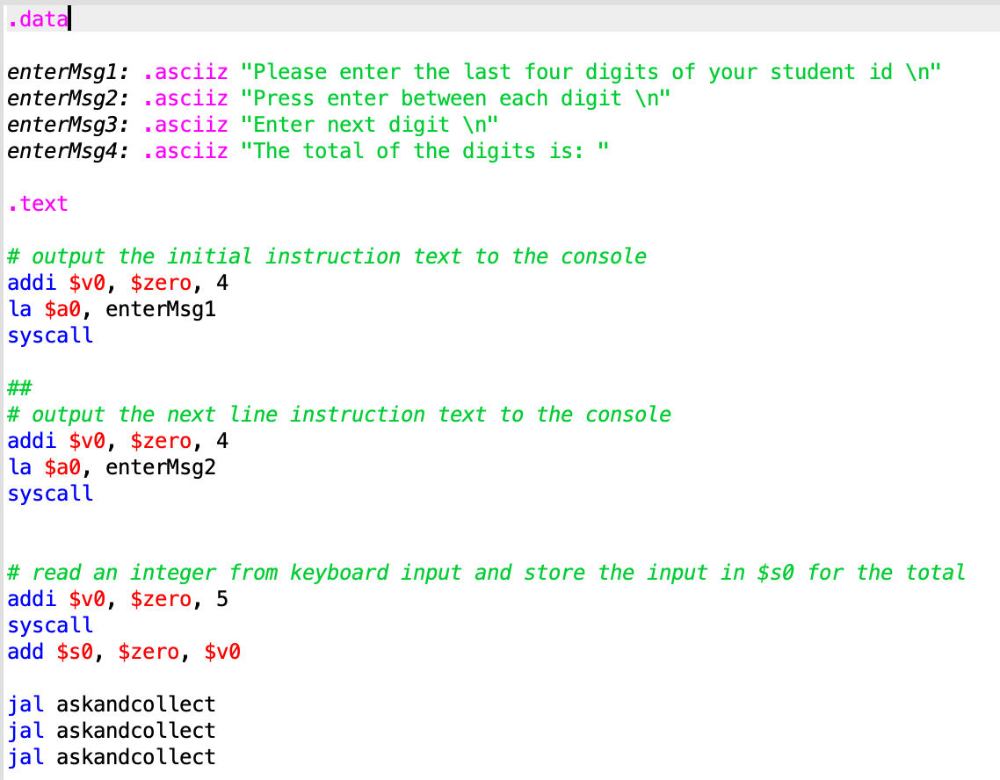 .data
enterMsg1: .asciiz "Please enter the last four digits of your student id \n"
enterMsg2: .asciiz "Press enter between each digit \n"
enterMsg3: .asciiz "Enter next digit \n"
enterMsg4: .asciiz "The total of the digits is: "
.text
# output the initial instruction text to the console
addi $v0, $zero, 4
la $a0, enterMsg1
syscall
##
# output the next line instruction text to the console
addi $v0, $zero, 4
la $a0, enterMsg2
syscall
# read an integer from keyboard input and store the input in $s0 for the total
addi $v0, $zero, 5
syscall
add $s0, $zero, $v0
jal askandcollect
jal askandcollect
jal askandcollect